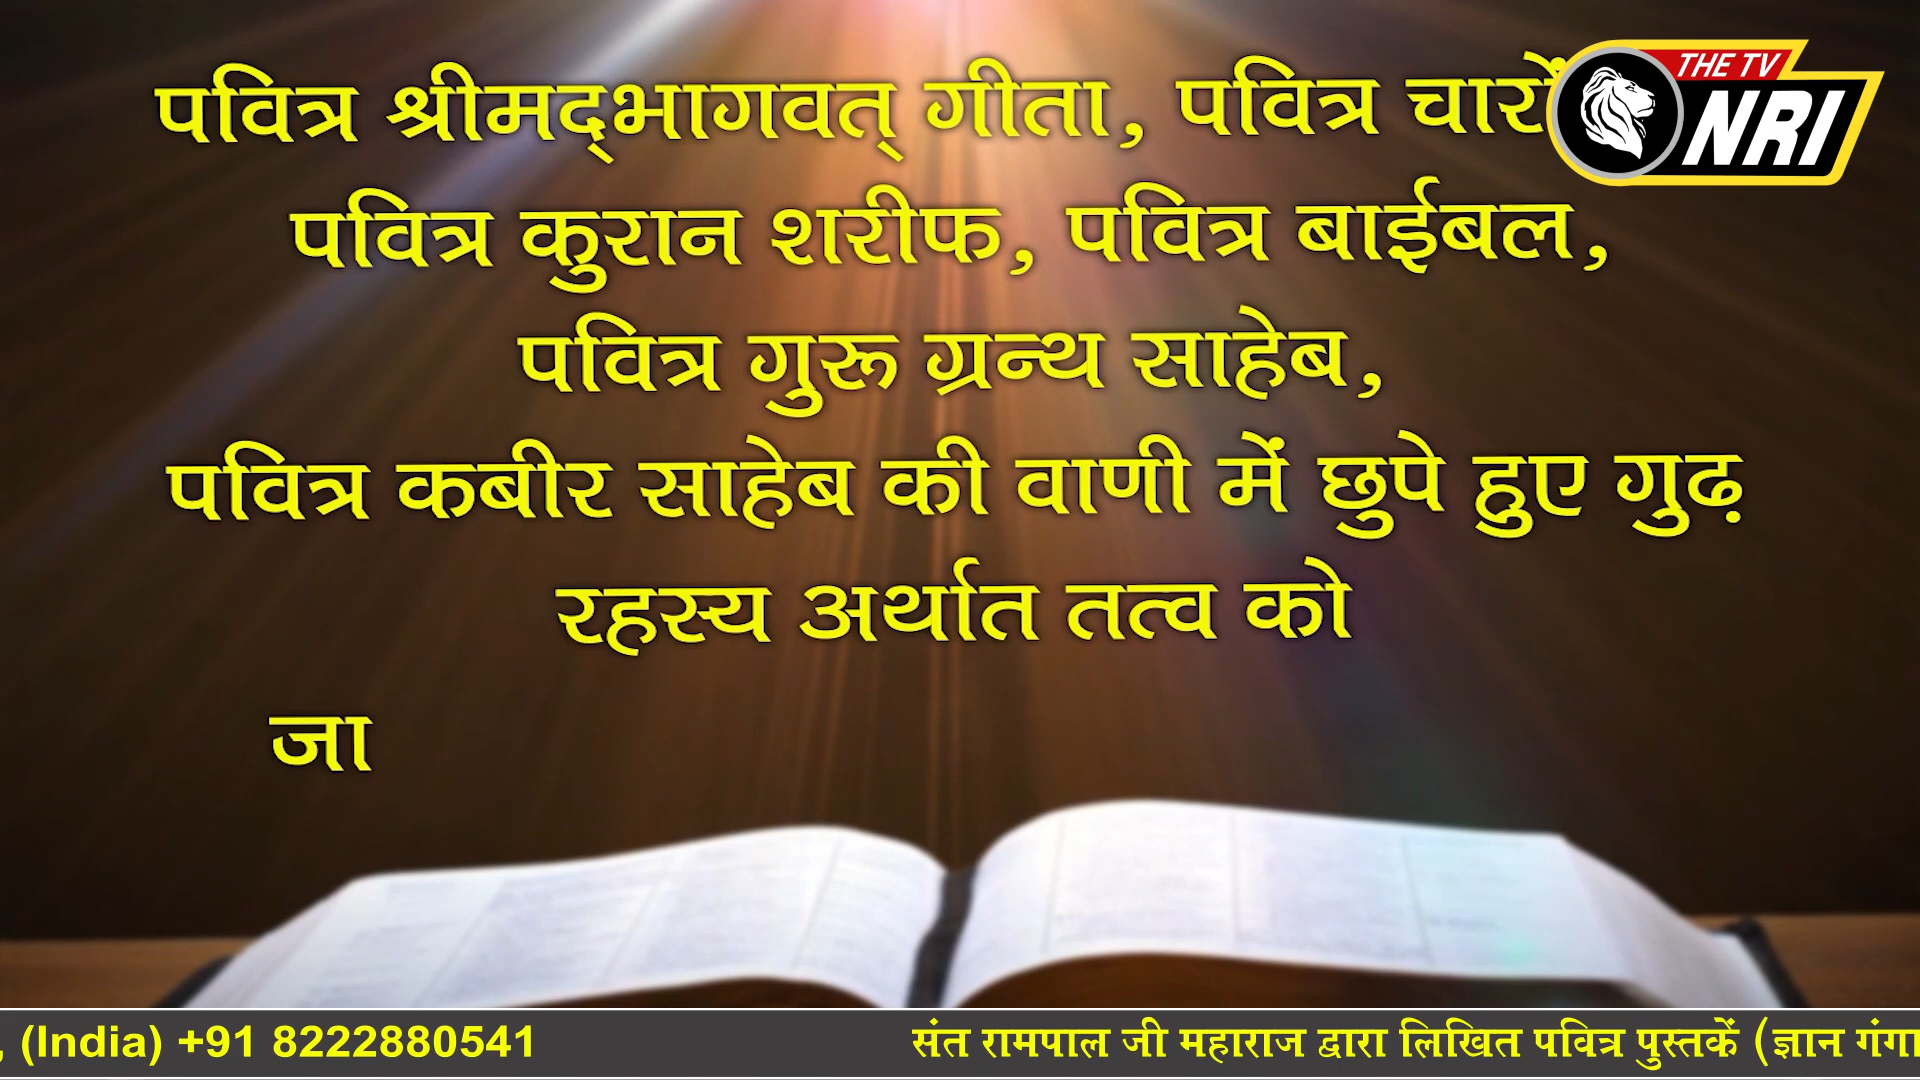 पवित्र श्रीमद्भागवत् गीता, पवित्र चारों
THE TV
NRI
पवित्र कुरान शरीफ, पवित्र बाईबल,
पवित्र गुरू ग्रन्थ साहेब,
पवित्र कबीर साहेब की वाणी में छुपे हुए गुढ़
रहस्य अर्थात तत्व को
जा
, (India) +91 8222880541
संत रामपाल जी महाराज द्वारा लिखित पवित्र पुस्तकें (ज्ञान गंगा